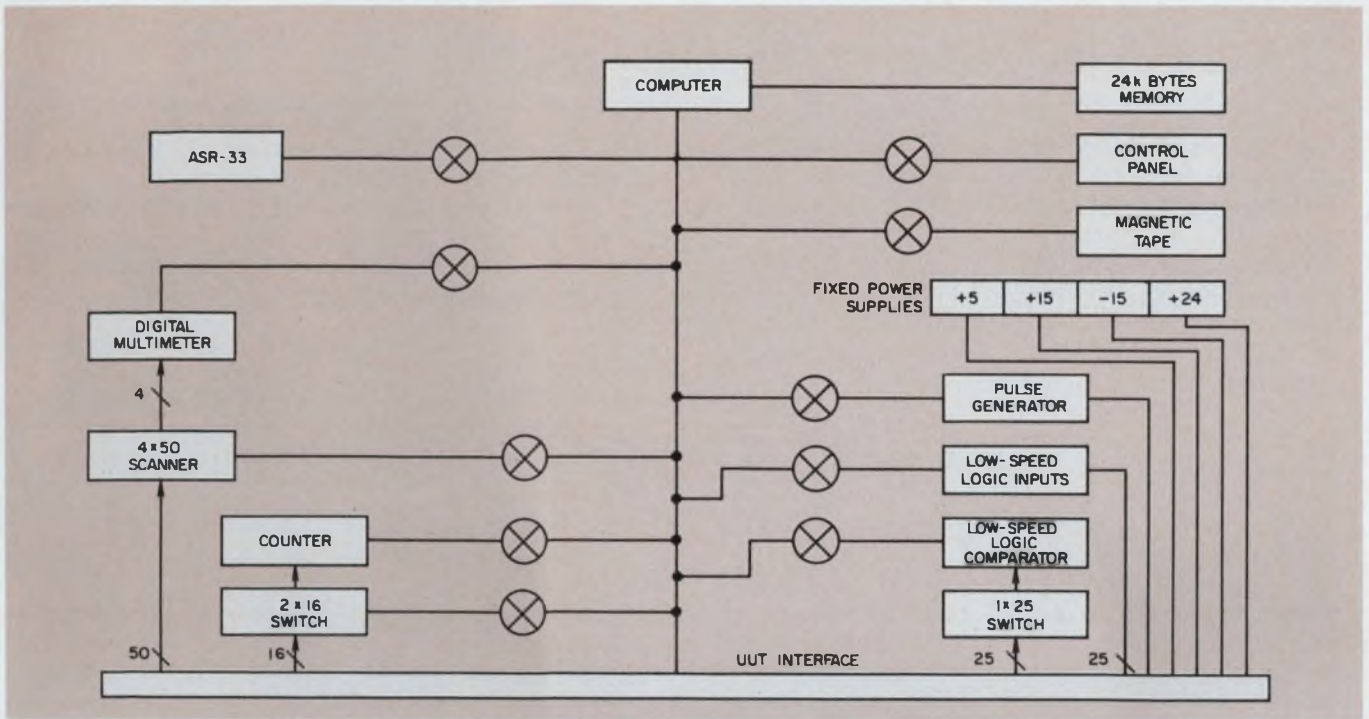 COMPUTER
24k BYTES
MEMORY
ASR-33
CONTROL
PANEL
MAGNETIC
TAPE
FIXED POWER
SUPPLIES
+5
+15
-15
+24
DIGITAL
MULTIMETER
4
PULSE
GENERATOR
4×50
SCANNER
LOW-SPEED
LOGIC INPUTS
COUNTER
LOW-SPEED
LOGIC
COMPARATOR
2×16
SWITCH
1×25
SWITCH
50
16
UUT INTERFACE
25
25